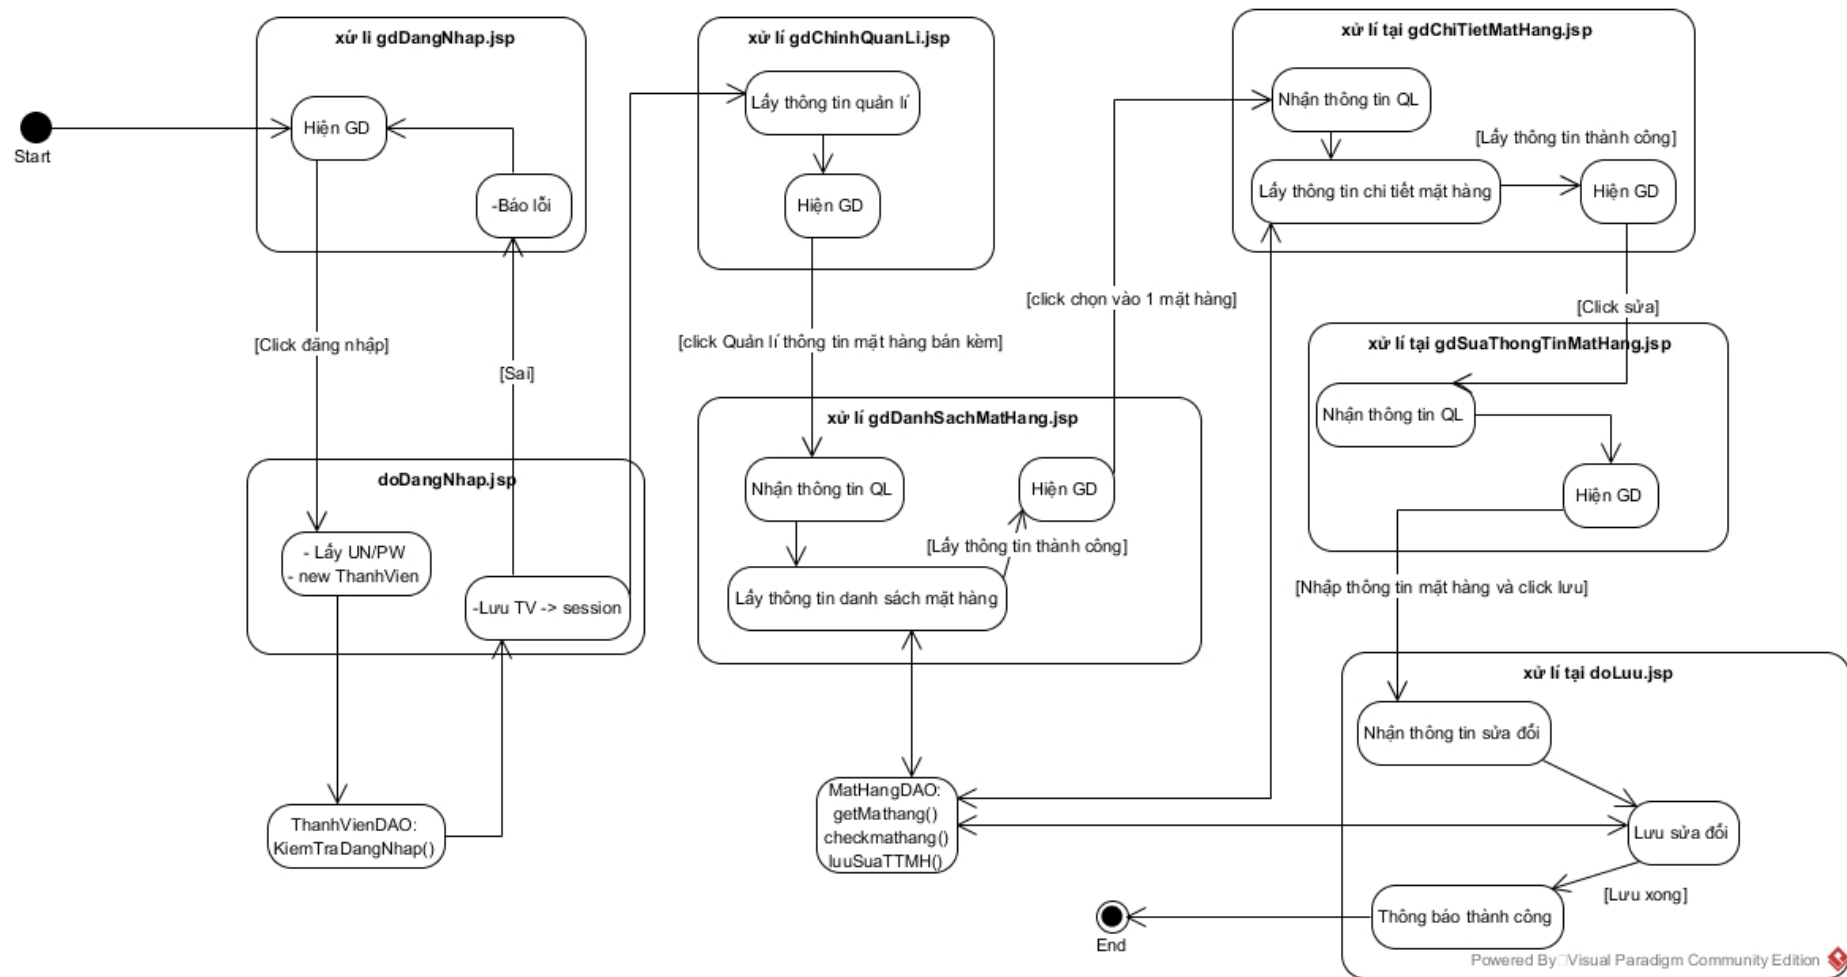 xứ li gdDangNhap.jsp
Hiện GD
-Báo lỗi
Start
[Click đăng nhập]
[Sai]
doDangNhap.jsp
- Lấy UN/PW
- new ThanhVien
-Lưu TV -> session
ThanhVienDAO:
KiemTraDangNhap()
xử lí gdChinhQuanLi.jsp
Lấy thông tin quản lí
Hiện GD
[click Quản lí thông tin mặt hàng bán kèm]
xử lí gdDanhSachMatHang.jsp
Nhận thông tin QL
Hiện GD
[Lấy thông tin thành công]
Lấy thông tin danh sách mặt hàng
MatHangDAO:
getMathang()
checkmathang()
luuSuaTTMH()
[click chọn vào 1 mặt hàng]
xử lí tại gdChiTietMatHang.jsp
Nhận thông tin QL
[Lấy thông tin thành công]
Lấy thông tin chi tiết mặt hàng
Hiện GD
[Click sửa]
xử lí tại gdSuaThongTinMatHang.jsp
Nhận thông tin QL
Hiện GD
[Nhập thông tin mặt hàng và click lưu]
xử lí tại doLuu.jsp
Nhận thông tin sửa đổi
Lưu sửa đổi
[Lưu xong]
Thông báo thành công
End
Powered By Visual Paradigm Community Edition